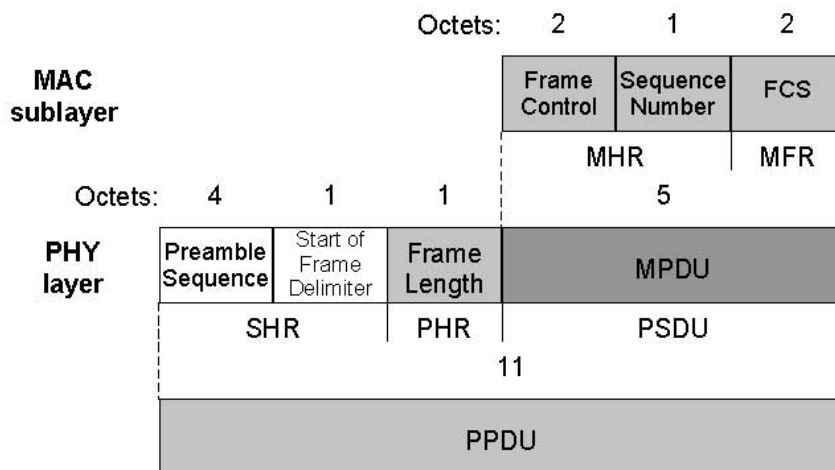 Octets: 2 1 2
MAC sublayer
Frame Control
Sequence Number
FCS
MHR MFR
Octets: 4 1 1 5
PHY layer
Preamble Sequence
Start of Frame Delimiter
Frame Length
MPDU
SHR PHR PSDU
11
PPDU